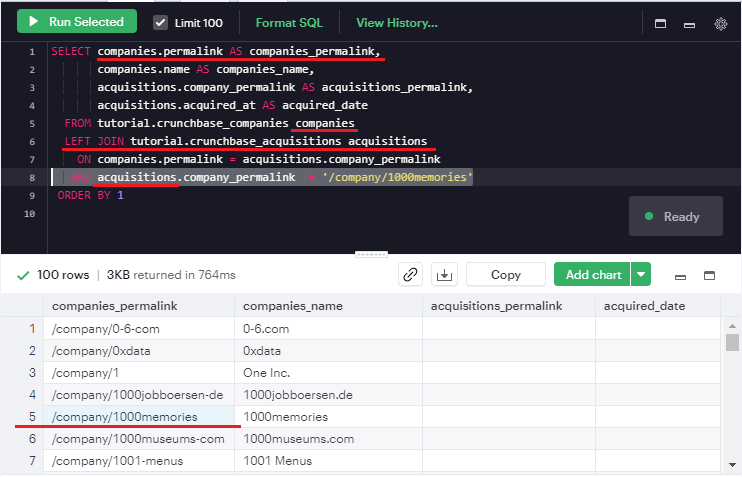 Run Selected Limit 100 Format SQL View History...
1 SELECT companies.permalink AS companies_permalink,
2 companies.name AS companies_name,
3 acquisitions.company_permalink AS acquisitions_permalink,
4 acquisitions.acquired_at AS acquired_date
5 FROM tutorial.crunchbase_companies companies
6 LEFT JOIN tutorial.crunchbase_acquisitions acquisitions
7 ON companies.permalink = acquisitions.company_permalink
8 AND acquisitions.company_permalink != '/company/1000memories'
9 ORDER BY 1
10
Ready
100 rows | 3KB returned in 764ms Copy Add chart
companies_permalink companies_name acquisitions_permalink acquired_date
1 /company/0-6-com 0-6.com
2 /company/0xdata 0xdata
3 /company/1 One Inc.
4 /company/1000jobboersen-de 1000jobboersen.de
5 /company/1000memories 1000memories
6 /company/1000museums-com 1000museums.com
7 /company/1001-menus 1001 Menus